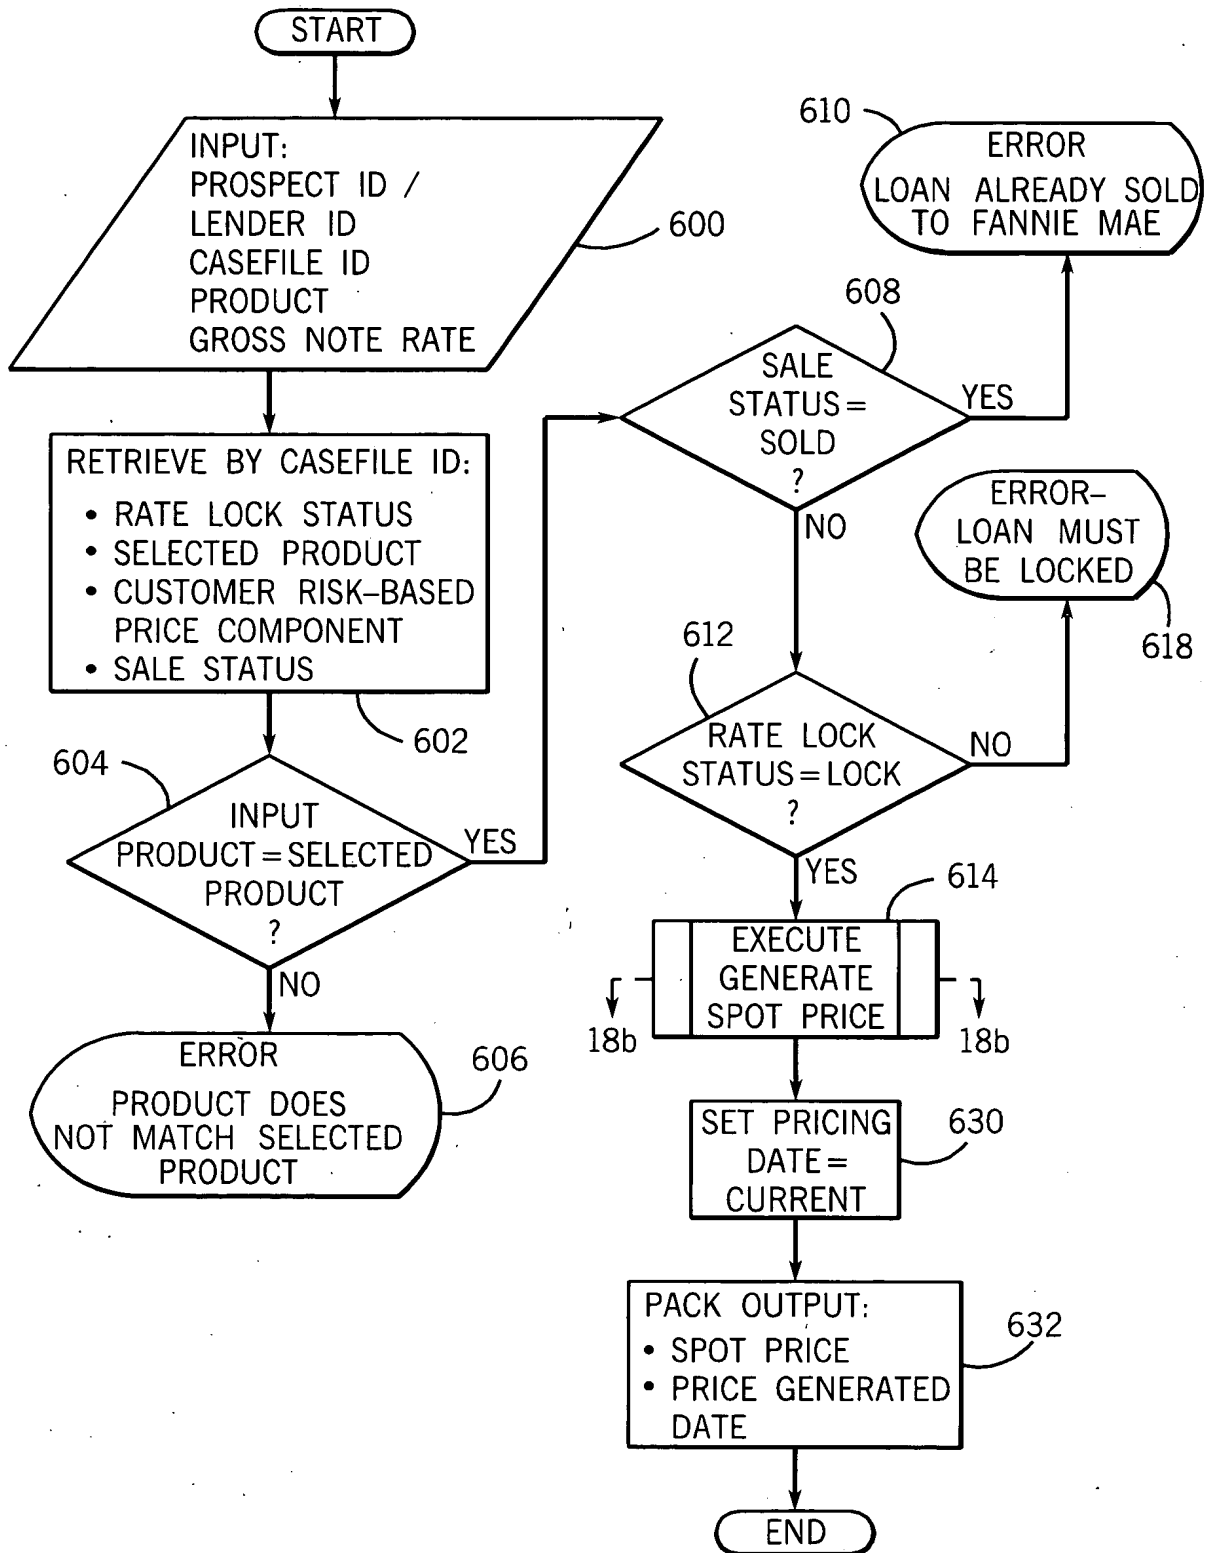 START
INPUT:
PROSPECT ID /
LENDER ID
CASEFILE ID
PRODUCT
GROSS NOTE RATE
600
RETRIEVE BY CASEFILE ID:
• RATE LOCK STATUS
• SELECTED PRODUCT
• CUSTOMER RISK–BASED
PRICE COMPONENT
• SALE STATUS
602
604
INPUT
PRODUCT=SELECTED
PRODUCT
?
YES
NO
ERROR
PRODUCT DOES
NOT MATCH SELECTED
PRODUCT
606
608
SALE
STATUS=
SOLD
?
YES
NO
610
ERROR
LOAN ALREADY SOLD
TO FANNIE MAE
612
RATE LOCK
STATUS=LOCK
?
NO
YES
ERROR–
LOAN MUST
BE LOCKED
618
614
EXECUTE
GENERATE
SPOT PRICE
18b
18b
SET PRICING
DATE=
CURRENT
630
PACK OUTPUT:
• SPOT PRICE
• PRICE GENERATED
DATE
632
END